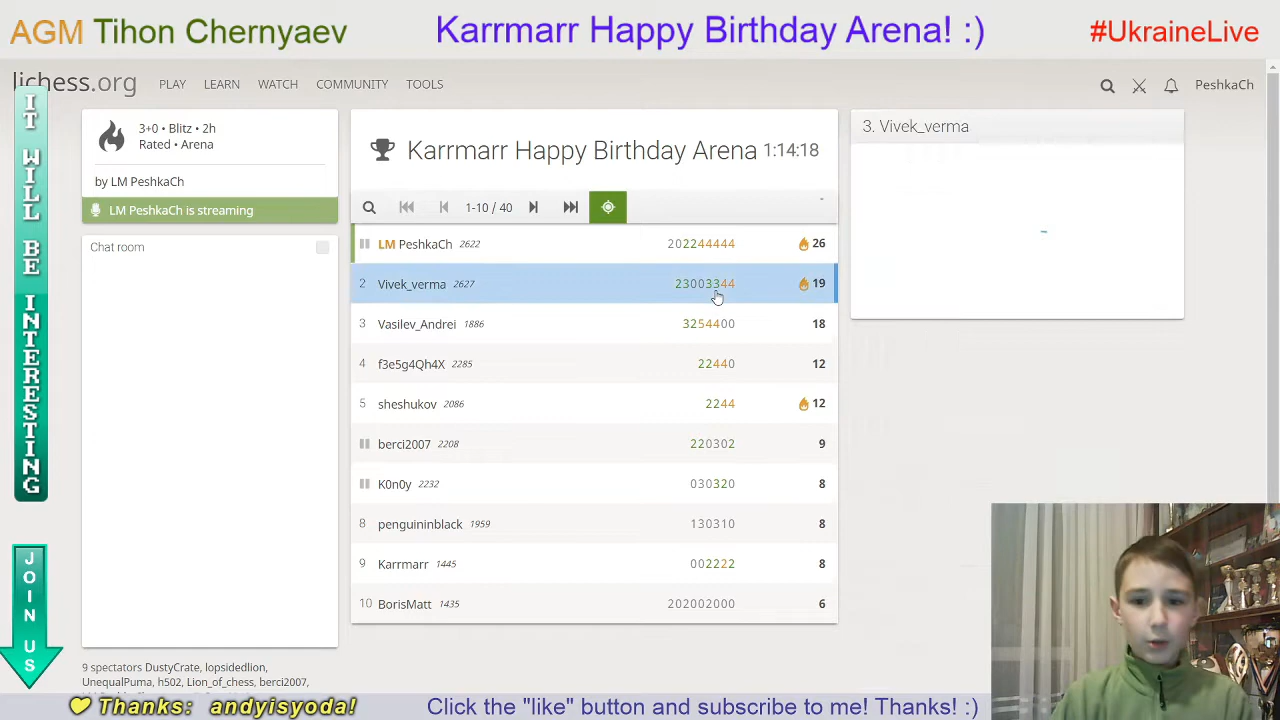 AGM Tihon Chernyaev
Karrmarr Happy Birthday Arena! :)
#UkraineLive
lichess.org
PLAY LEARN WATCH COMMUNITY TOOLS
PeshkaCh
IT WILL BE INTERESTING
JOIN US
3+0 • Blitz • 2h
Rated • Arena
by LM PeshkaCh
LM PeshkaCh is streaming
Chat room
9 spectators DustyCrate, lopsidedlion,
UnequalPuma, h502, Lion_of_chess, berci2007,
Karrmarr Happy Birthday Arena 1:14:18
1-10 / 40
LM PeshkaCh 2622 202244444 26
2 Vivek_verma 2627 23003344 19
3 Vasilev_Andrei 1886 3254400 18
4 f3e5g4Qh4X 2285 22440 12
5 sheshukov 2086 2244 12
berci2007 2208 220302 9
K0n0y 2232 030320 8
8 penguininblack 1959 130310 8
9 Karrmarr 1445 002222 8
10 BorisMatt 1435 202002000 6
3. Vivek_verma
Thanks: andyisyoda!
Click the "like" button and subscribe to me! Thanks! :)